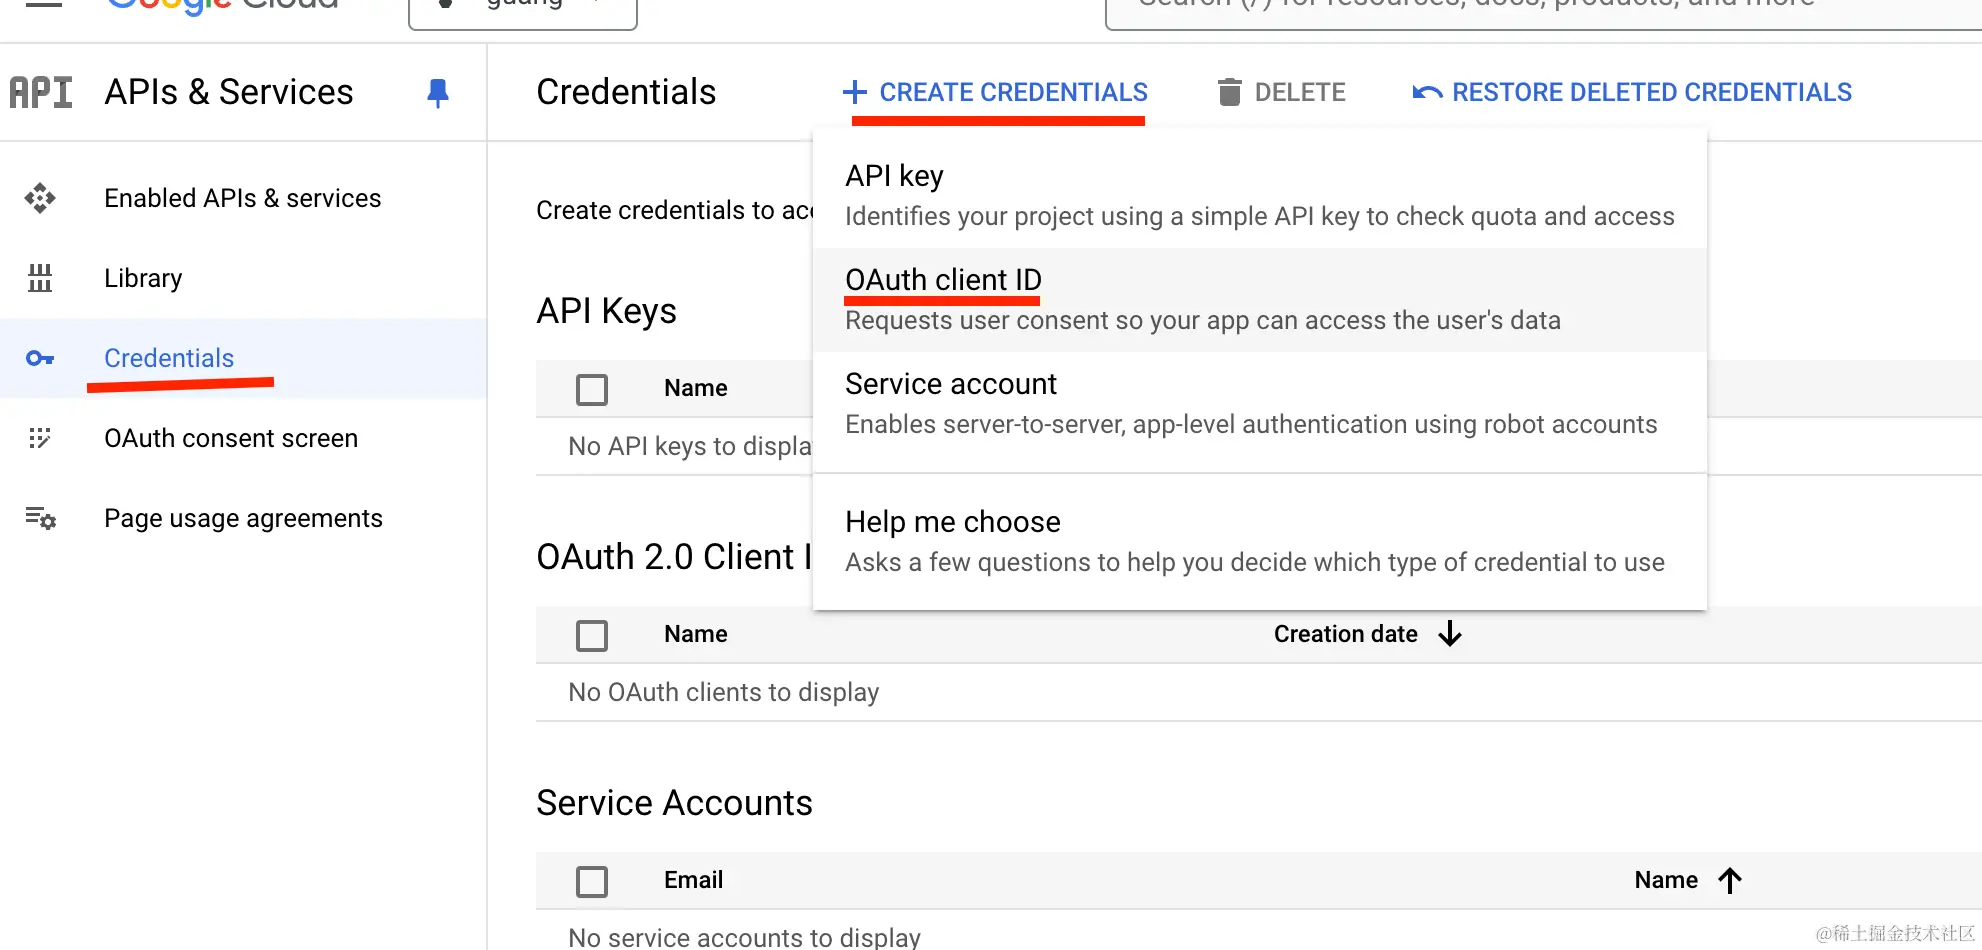 Google Cloud
guang
Search (/) for resources, docs, products, and more
API
APIs & Services
Credentials
CREATE CREDENTIALS
DELETE
RESTORE DELETED CREDENTIALS
Enabled APIs & services
Library
Credentials
OAuth consent screen
Page usage agreements
Create credentials to acc
API Keys
Name
No API keys to displa
OAuth 2.0 Client I
Name
Creation date
No OAuth clients to display
Service Accounts
Email
Name
No service accounts to display
API key
Identifies your project using a simple API key to check quota and access
OAuth client ID
Requests user consent so your app can access the user's data
Service account
Enables server-to-server, app-level authentication using robot accounts
Help me choose
Asks a few questions to help you decide which type of credential to use
@稀土掘金技术社区